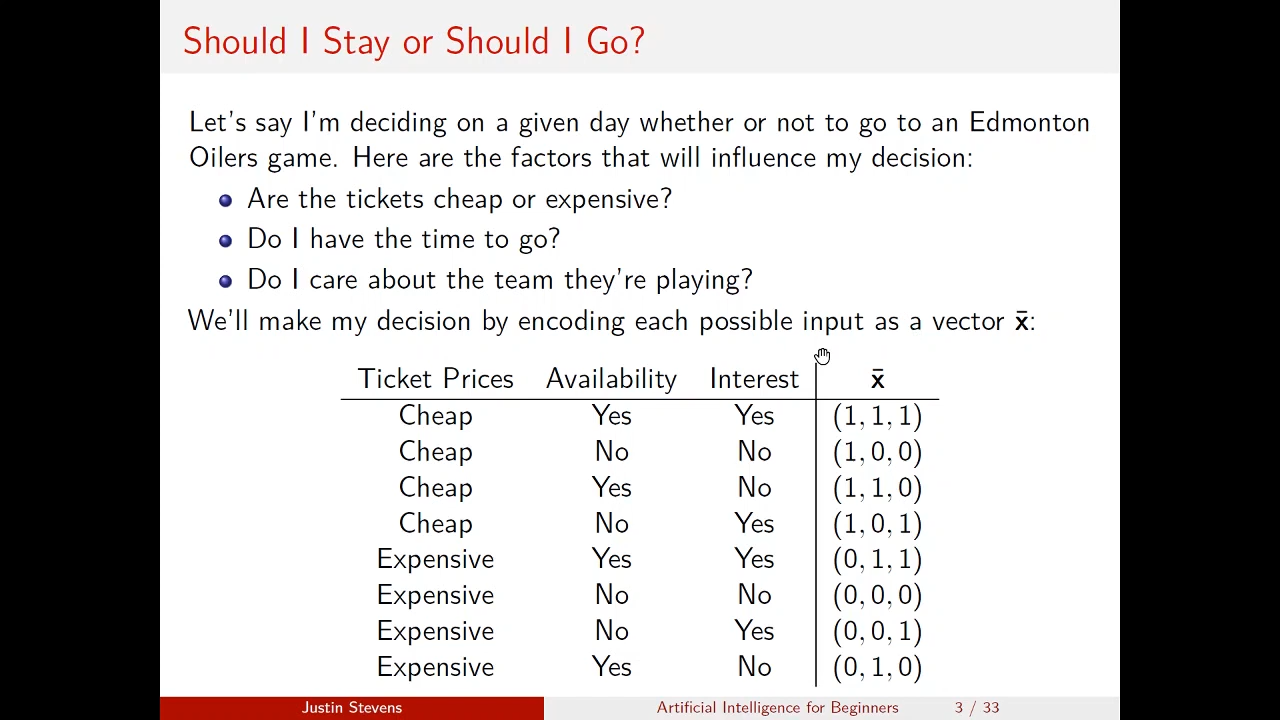 Should I Stay or Should I Go?
Let's say I'm deciding on a given day whether or not to go to an Edmonton
Oilers game. Here are the factors that will influence my decision:
Are the tickets cheap or expensive?
Do I have the time to go?
Do I care about the team they're playing?
We'll make my decision by encoding each possible input as a vector x̄:
Ticket Prices Availability Interest x̄
Cheap Yes Yes (1, 1, 1)
Cheap No No (1, 0, 0)
Cheap Yes No (1, 1, 0)
Cheap No Yes (1, 0, 1)
Expensive Yes Yes (0, 1, 1)
Expensive No No (0, 0, 0)
Expensive No Yes (0, 0, 1)
Expensive Yes No (0, 1, 0)
Justin Stevens Artificial Intelligence for Beginners 3 / 33